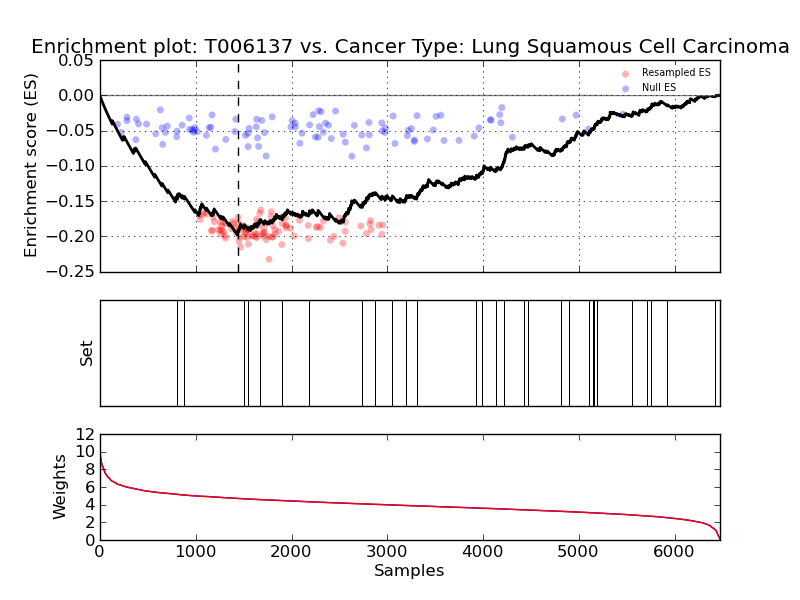 Enrichment plot: T006137 vs. Cancer Type: Lung Squamous Cell Carcinoma
0.05
0.00
−0.05
−0.10
−0.15
−0.20
−0.25
Enrichment score (ES)
Resampled ES
Null ES
Set
12
10
8
6
4
2
0
Weights
0 1000 2000 3000 4000 5000 6000
Samples